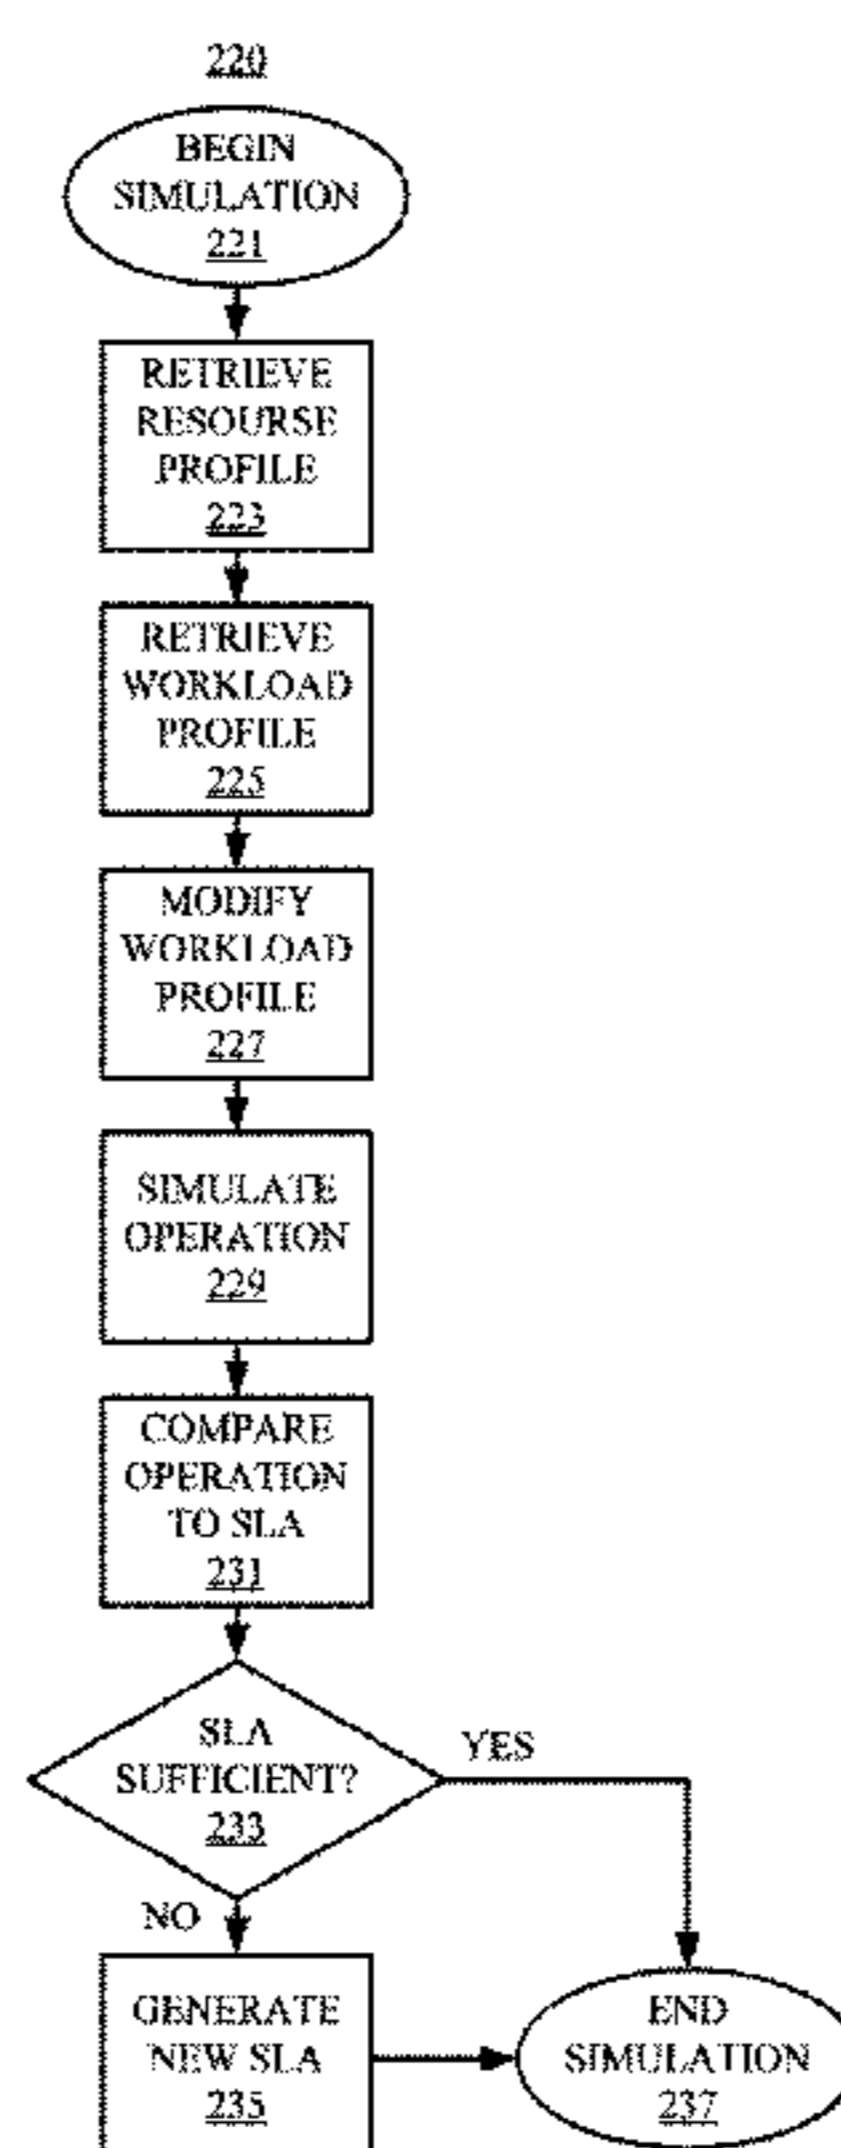 220
BEGIN
SIMULATION
221
RETRIEVE
RESOURSE
PROFILE
223
RETRIEVE
WORKLOAD
PROFILE
225
MODIFY
WORKLOAD
PROFILE
227
SIMULATE
OPERATION
229
COMPARE
OPERATION
TO SLA
231
SLA
SUFFICIENT?
233
YES
NO
GENERATE
NEW SLA
235
END
SIMULATION
237